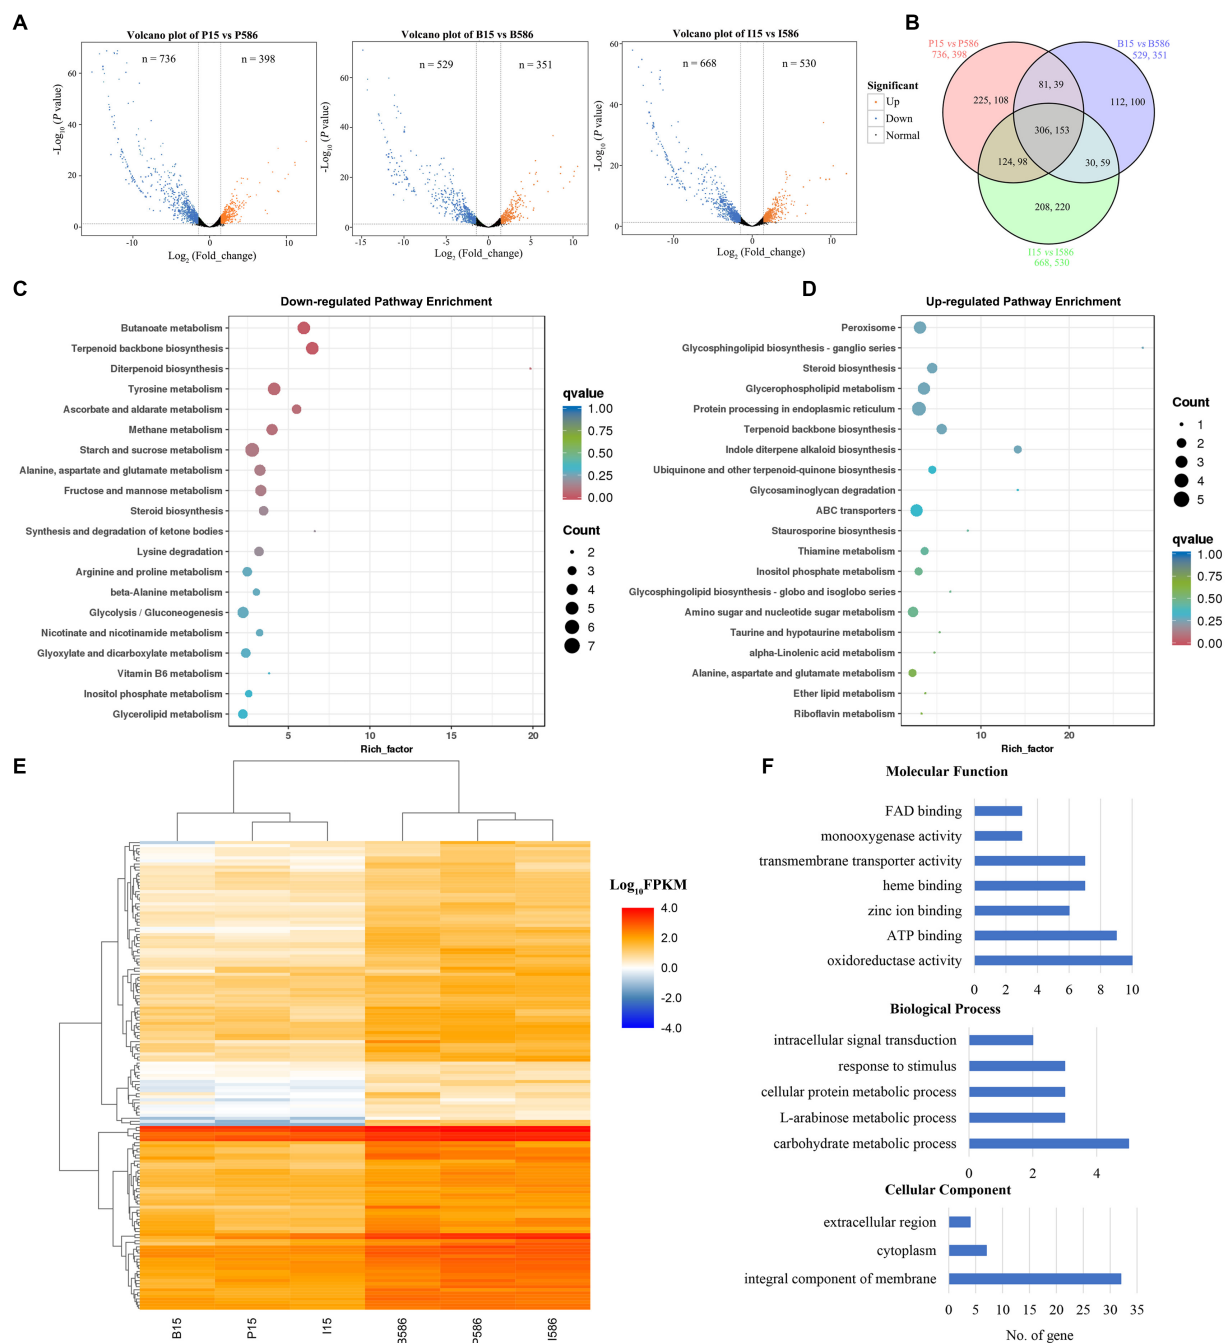 A
Volcano plot of P15 vs P586
n = 736
n = 398
60
40
20
0
-10
0
10
-Log10 (P value)
Log2 (Fold_change)
Volcano plot of B15 vs B586
n = 529
n = 351
60
40
20
0
-15
-10
-5
0
5
10
-Log10 (P value)
Log2 (Fold_change)
Volcano plot of I15 vs I586
n = 668
n = 530
60
40
20
0
-10
0
10
-Log10 (P value)
Log2 (Fold_change)
Significant
Up
Down
Normal
B
P15 vs P586
736, 398
B15 vs B586
529, 351
81, 39
225, 108
112, 100
306, 153
124, 98
30, 59
208, 220
I15 vs I586
668, 530
C
Down-regulated Pathway Enrichment
Butanoate metabolism
Terpenoid backbone biosynthesis
Diterpenoid biosynthesis
Tyrosine metabolism
Ascorbate and aldarate metabolism
Methane metabolism
Starch and sucrose metabolism
Alanine, aspartate and glutamate metabolism
Fructose and mannose metabolism
Steroid biosynthesis
Synthesis and degradation of ketone bodies
Lysine degradation
Arginine and proline metabolism
beta-Alanine metabolism
Glycolysis / Gluconeogenesis
Nicotinate and nicotinamide metabolism
Glyoxylate and dicarboxylate metabolism
Vitamin B6 metabolism
Inositol phosphate metabolism
Glycerolipid metabolism
5
10
15
20
Rich_factor
qvalue
1.00
0.75
0.50
0.25
0.00
Count
2
3
4
5
6
7
D
Up-regulated Pathway Enrichment
Peroxisome
Glycosphingolipid biosynthesis - ganglio series
Steroid biosynthesis
Glycerophospholipid metabolism
Protein processing in endoplasmic reticulum
Terpenoid backbone biosynthesis
Indole diterpene alkaloid biosynthesis
Ubiquinone and other terpenoid-quinone biosynthesis
Glycosaminoglycan degradation
ABC transporters
Staurosporine biosynthesis
Thiamine metabolism
Inositol phosphate metabolism
Glycosphingolipid biosynthesis - globo and isoglobo series
Amino sugar and nucleotide sugar metabolism
Taurine and hypotaurine metabolism
alpha-Linolenic acid metabolism
Alanine, aspartate and glutamate metabolism
Ether lipid metabolism
Riboflavin metabolism
10
20
Rich_factor
Count
1
2
3
4
5
qvalue
1.00
0.75
0.50
0.25
0.00
E
Log10FPKM
4.0
2.0
0.0
-2.0
-4.0
B15
P15
I15
B586
P586
I586
F
Molecular Function
FAD binding
monooxygenase activity
transmembrane transporter activity
heme binding
zinc ion binding
ATP binding
oxidoreductase activity
0
2
4
6
8
10
Biological Process
intracellular signal transduction
response to stimulus
cellular protein metabolic process
L-arabinose metabolic process
carbohydrate metabolic process
0
2
4
Cellular Component
extracellular region
cytoplasm
integral component of membrane
0
5
10
15
20
25
30
35
No. of gene